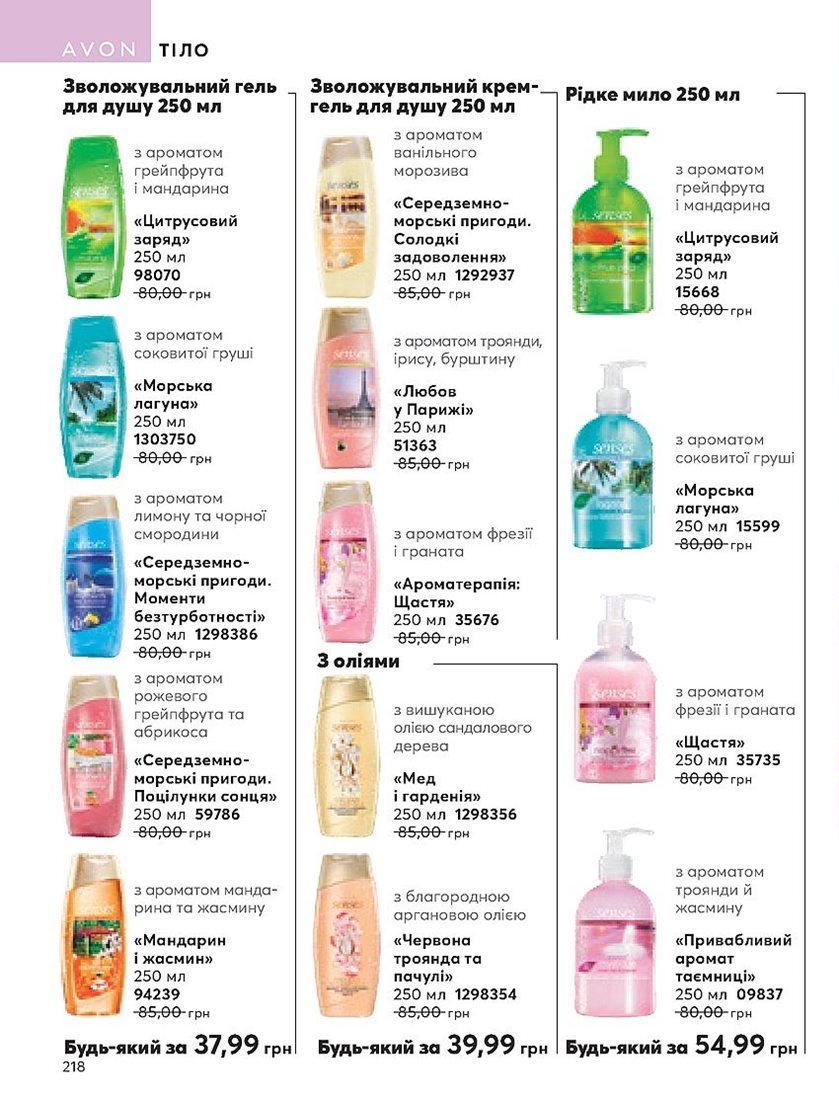 AVON ТІЛО
Зволожувальний гель
для душу 250 мл
з ароматом
грейпфрута
і мандарина
«Цитрусовий
заряд»
250 мл
98070
80,00 грн
з ароматом
соковитої груші
«Морська
лагуна»
250 мл
1303750
80,00 грн
з ароматом
лимону та чорної
смородини
«Середземно-
морські пригоди.
Моменти
безтурботності»
250 мл 1298386
80,00 грн
з ароматом
рожевого
грейпфрута та
абрикоса
«Середземно-
морські пригоди.
Поцілунки сонця»
250 мл 59786
80,00 грн
з ароматом манда-
рина та жасмину
«Мандарин
і жасмин»
250 мл
94239
85,00 грн
Будь-який за 37,99 грн
Зволожувальний крем-
гель для душу 250 мл
з ароматом
ванільного
морозива
«Середземно-
морські пригоди.
Солодкі
задоволення»
250 мл 1292937
85,00 грн
з ароматом троянди,
ірису, бурштину
«Любов
у Парижі»
250 мл
51363
85,00 грн
з ароматом фрезії
і граната
«Ароматерапія:
Щастя»
250 мл 35676
85,00 грн
З оліями
з вишуканою
олією сандалового
дерева
«Мед
і гарденія»
250 мл 1298356
85,00 грн
з благородною
аргановою олією
«Червона
троянда та
пачулі»
250 мл 1298354
85,00 грн
Будь-який за 39,99 грн
Рідке мило 250 мл
з ароматом
грейпфрута
і мандарина
«Цитрусовий
заряд»
250 мл
15668
80,00 грн
з ароматом
соковитої груші
«Морська
лагуна»
250 мл 15599
80,00 грн
з ароматом
фрезії і граната
«Щастя»
250 мл 35735
80,00 грн
з ароматом
троянди й
жасмину
«Привабливий
аромат
таємниці»
250 мл 09837
80,00 грн
Будь-який за 54,99 грн
218